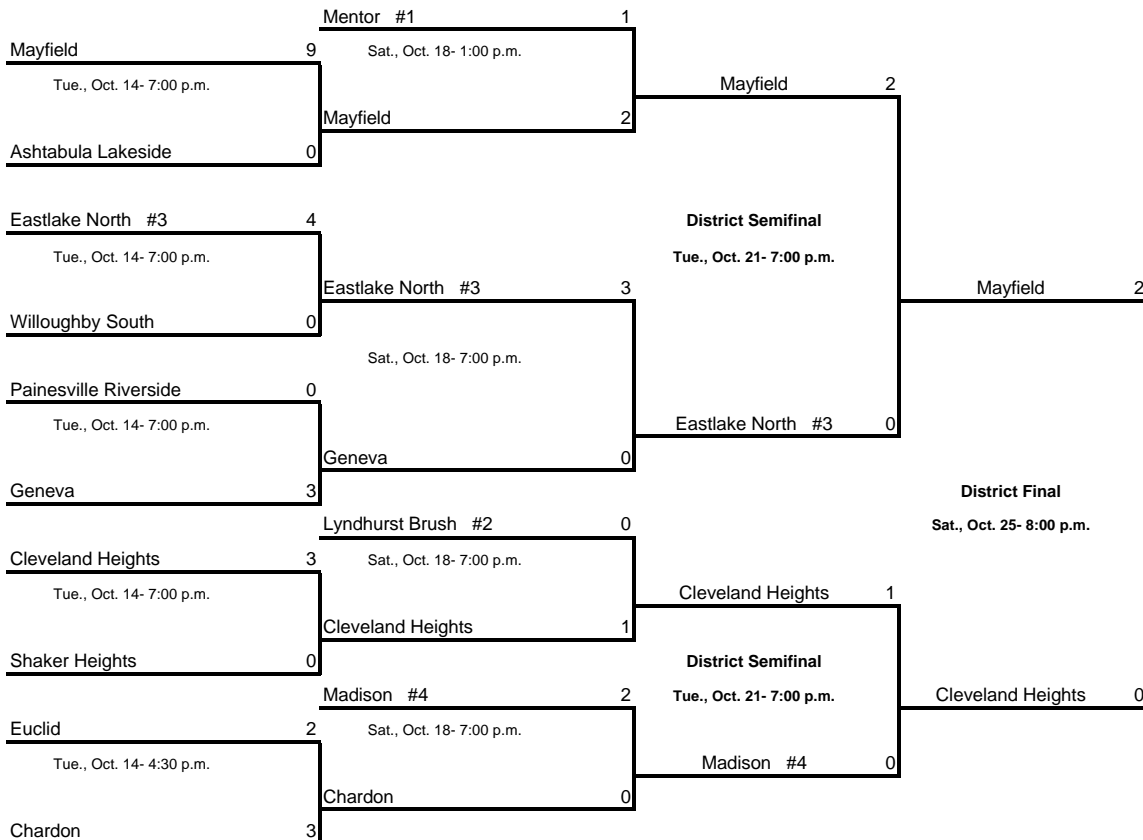 Mentor #1 1
Mayfield 9
Sat., Oct. 18- 1:00 p.m.
Tue., Oct. 14- 7:00 p.m.
Mayfield 2
Mayfield 2
Ashtabula Lakeside 0
Eastlake North #3 4
District Semifinal
Tue., Oct. 14- 7:00 p.m.
Tue., Oct. 21- 7:00 p.m.
Eastlake North #3 3
Mayfield 2
Willoughby South 0
Sat., Oct. 18- 7:00 p.m.
Painesville Riverside 0
Tue., Oct. 14- 7:00 p.m.
Eastlake North #3 0
Geneva 0
Geneva 3
District Final
Lyndhurst Brush #2 0
Sat., Oct. 25- 8:00 p.m.
Cleveland Heights 3
Sat., Oct. 18- 7:00 p.m.
Tue., Oct. 14- 7:00 p.m.
Cleveland Heights 1
Cleveland Heights 1
Shaker Heights 0
District Semifinal
Madison #4 2
Tue., Oct. 21- 7:00 p.m.
Cleveland Heights 0
Euclid 2
Sat., Oct. 18- 7:00 p.m.
Tue., Oct. 14- 4:30 p.m.
Madison #4 0
Chardon 0
Chardon 3